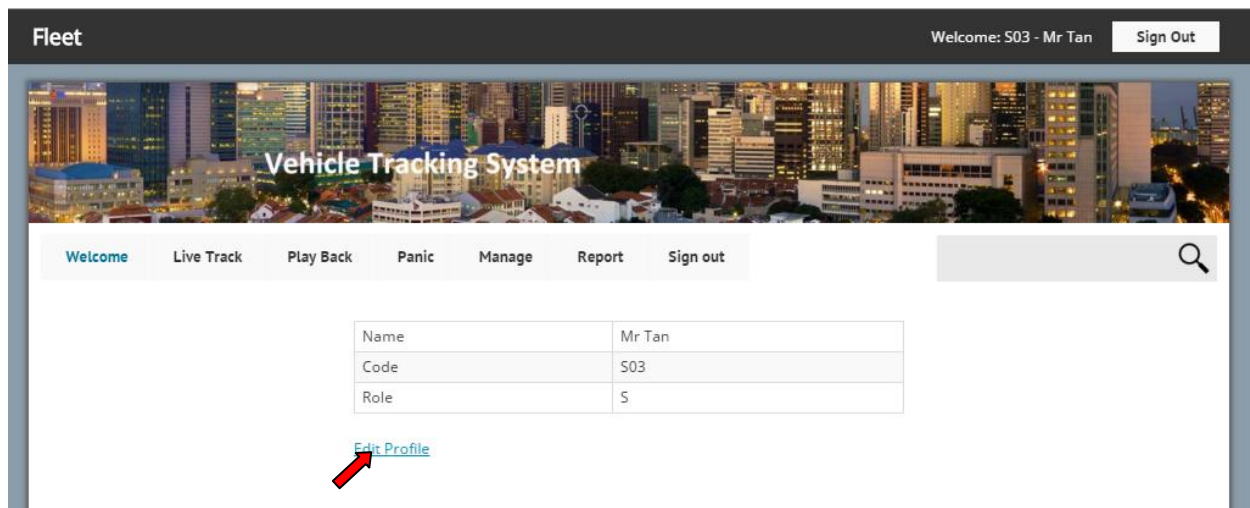 Fleet Welcome: S03 - Mr Tan Sign Out
Vehicle Tracking System
Welcome Live Track Play Back Panic Manage Report Sign out
Name Mr Tan
Code S03
Role S
Edit Profile